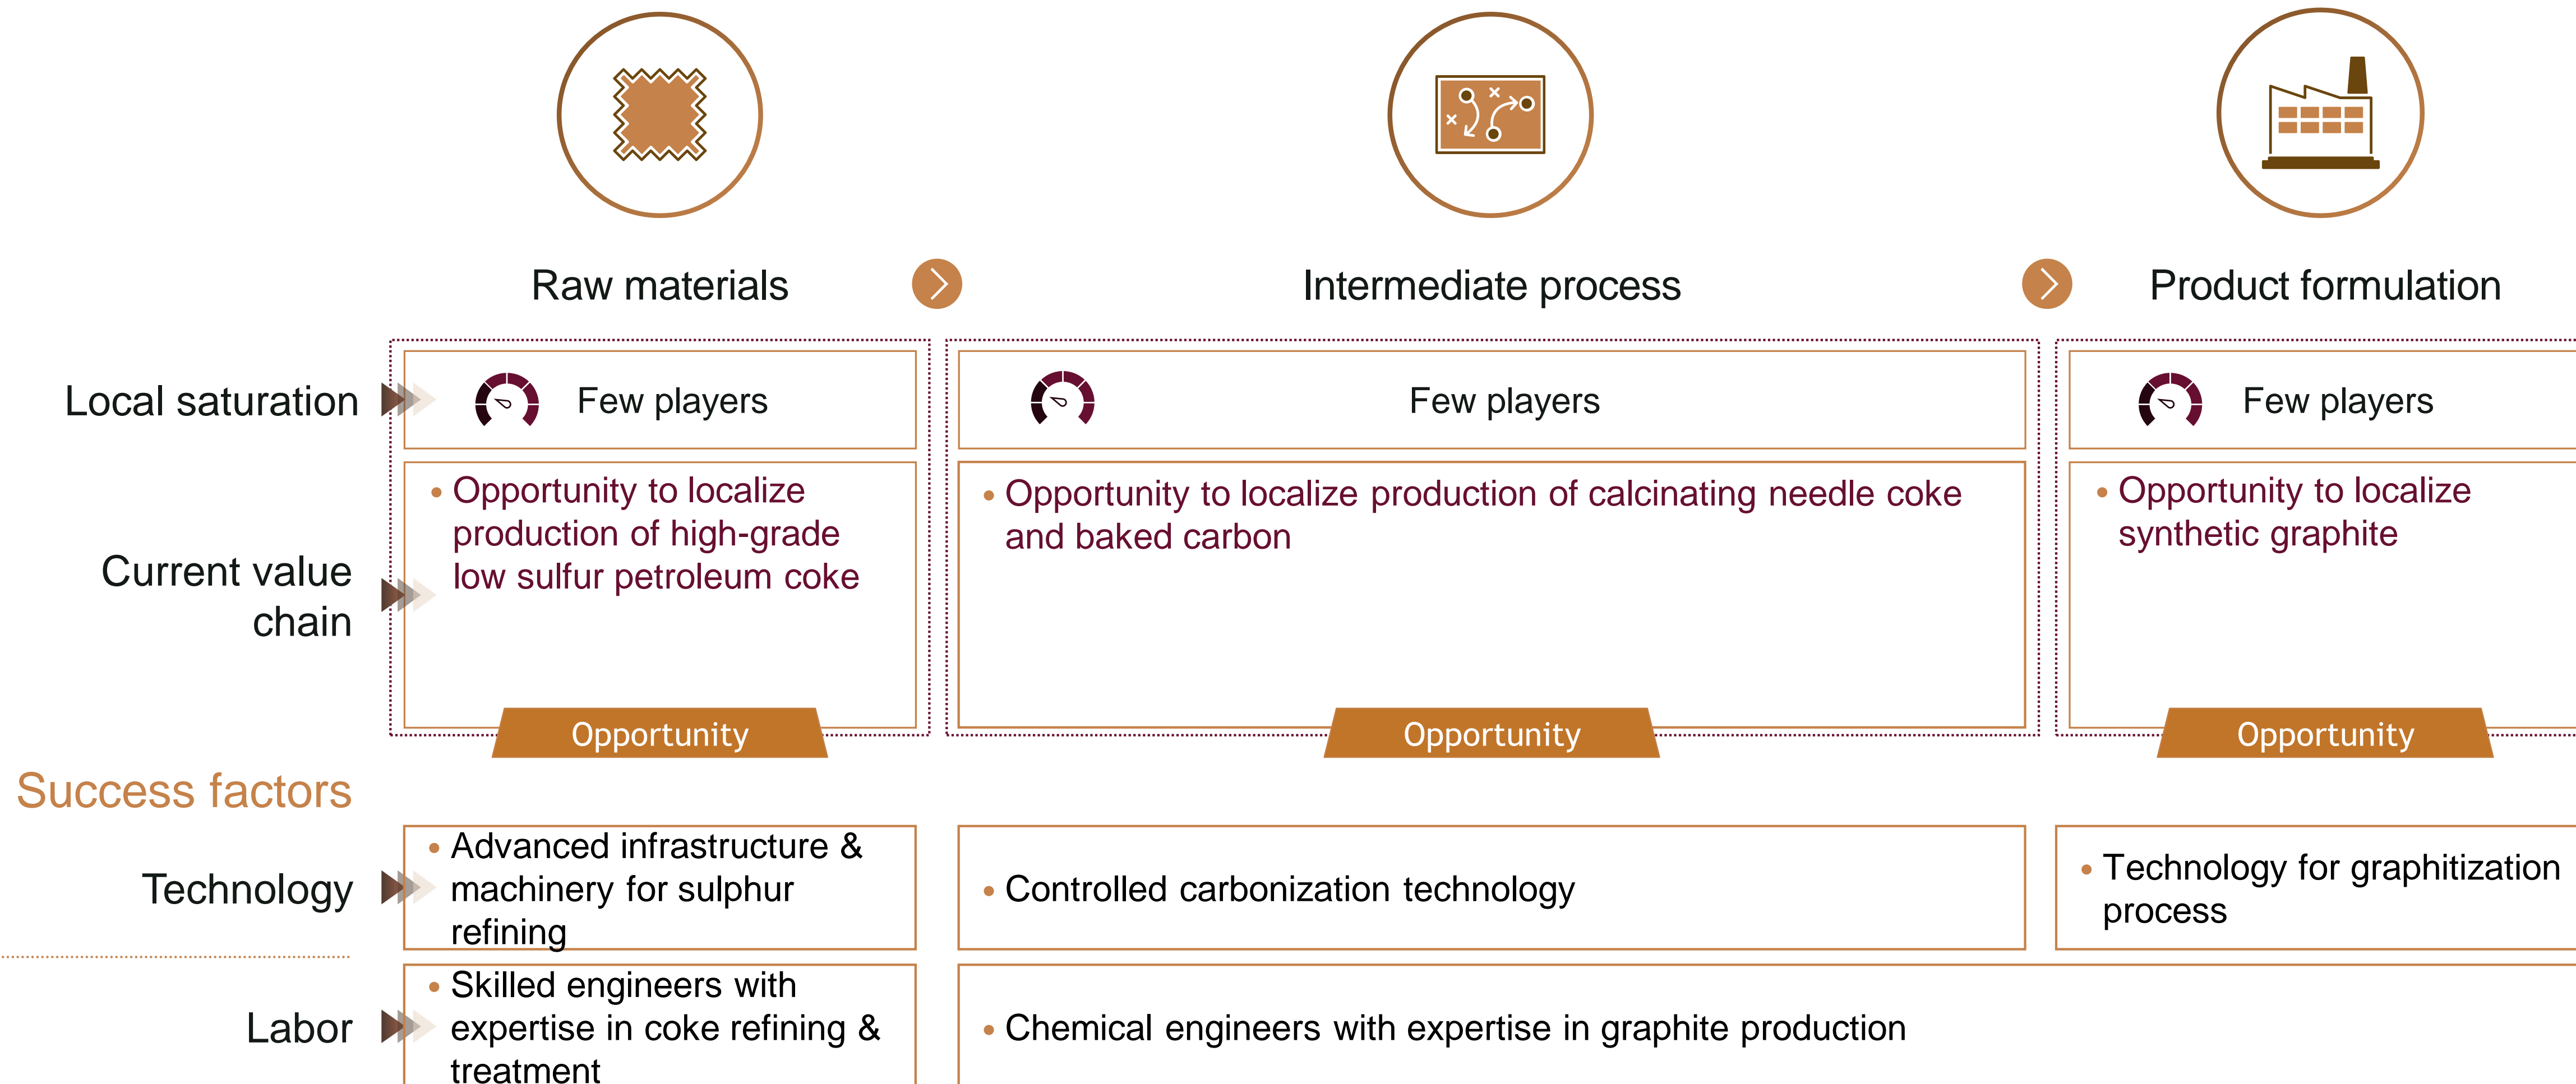 Raw materials
Intermediate process
Product formulation
Local saturation
Few players
Few players
Few players
Current value
chain
• Opportunity to localize
production of high-grade
low sulfur petroleum coke
• Opportunity to localize production of calcinating needle coke
and baked carbon
• Opportunity to localize
synthetic graphite
Opportunity
Opportunity
Opportunity
Success factors
Technology
• Advanced infrastructure &
machinery for sulphur
refining
• Controlled carbonization technology
• Technology for graphitization
process
Labor
• Skilled engineers with
expertise in coke refining &
treatment
• Chemical engineers with expertise in graphite production